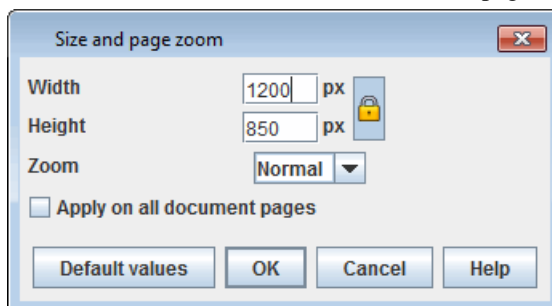 Size and page zoom
Width 1200 px
Height 850 px
Zoom Normal
Apply on all document pages
Default values OK Cancel Help